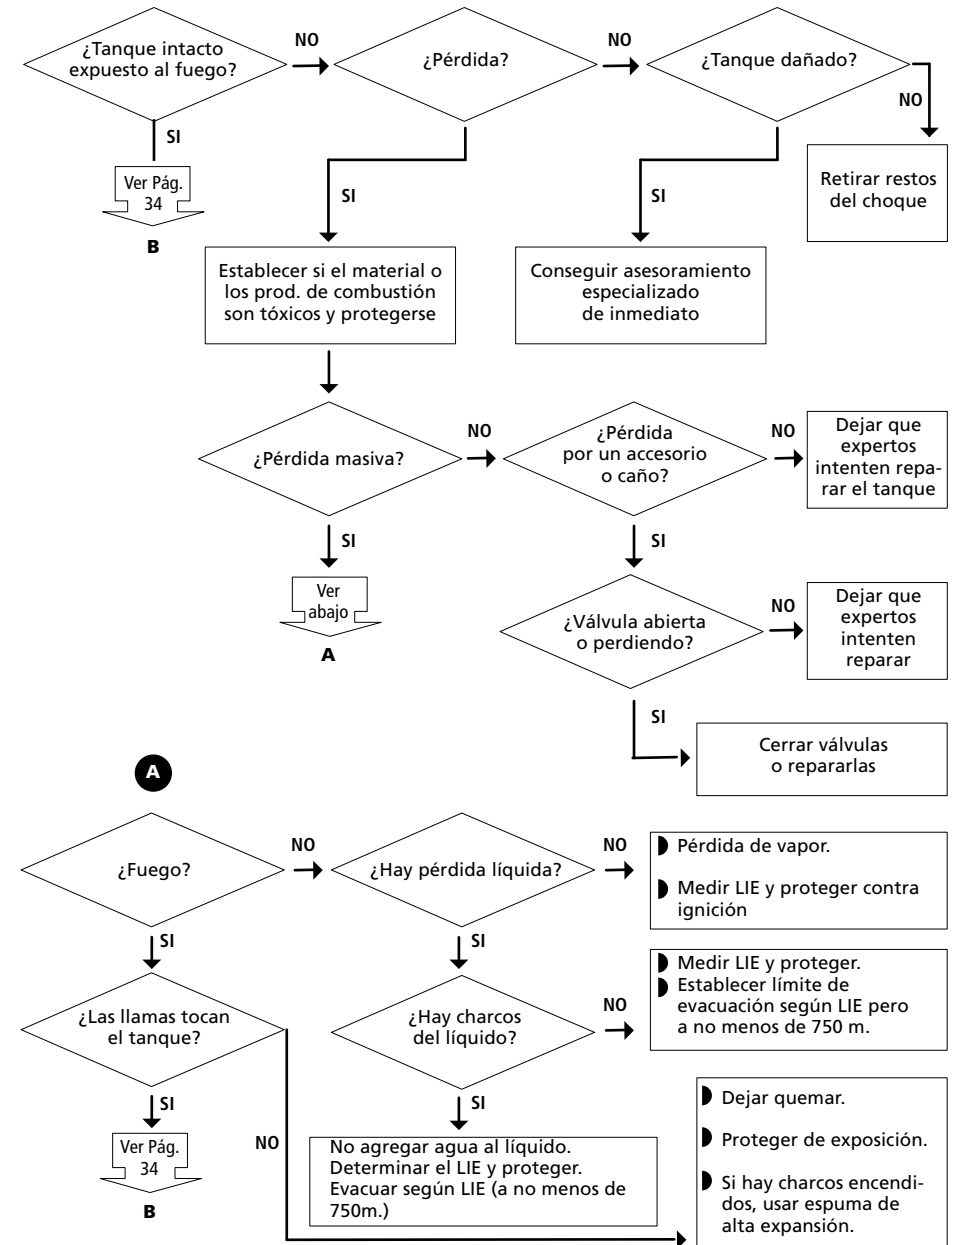 ¿Tanque intacto
expuesto al fuego?
NO
¿Pérdida?
NO
¿Tanque dañado?
NO
SI
Ver Pág.
34
B
SI
SI
Retirar restos
del choque
Establecer si el material o
los prod. de combustión
son tóxicos y protegerse
Conseguir asesoramiento
especializado
de inmediato
¿Pérdida masiva?
NO
¿Pérdida
por un accesorio
o caño?
NO
Dejar que
expertos
intenten repa-
rar el tanque
SI
Ver
abajo
A
SI
¿Válvula abierta
o perdiendo?
NO
Dejar que
expertos
intenten
reparar
SI
Cerrar válvulas
o repararlas
A
¿Fuego?
NO
¿Hay pérdida líquida?
NO
Pérdida de vapor.
Medir LIE y proteger contra
ignición
SI
SI
¿Las llamas tocan
el tanque?
¿Hay charcos
del líquido?
NO
Medir LIE y proteger.
Establecer límite de
evacuación según LIE pero
a no menos de 750 m.
SI
Ver Pág.
34
B
NO
SI
No agregar agua al líquido.
Determinar el LIE y proteger.
Evacuar según LIE (a no menos de
750m.)
Dejar quemar.
Proteger de exposición.
Si hay charcos encendi-
dos, usar espuma de
alta expansión.